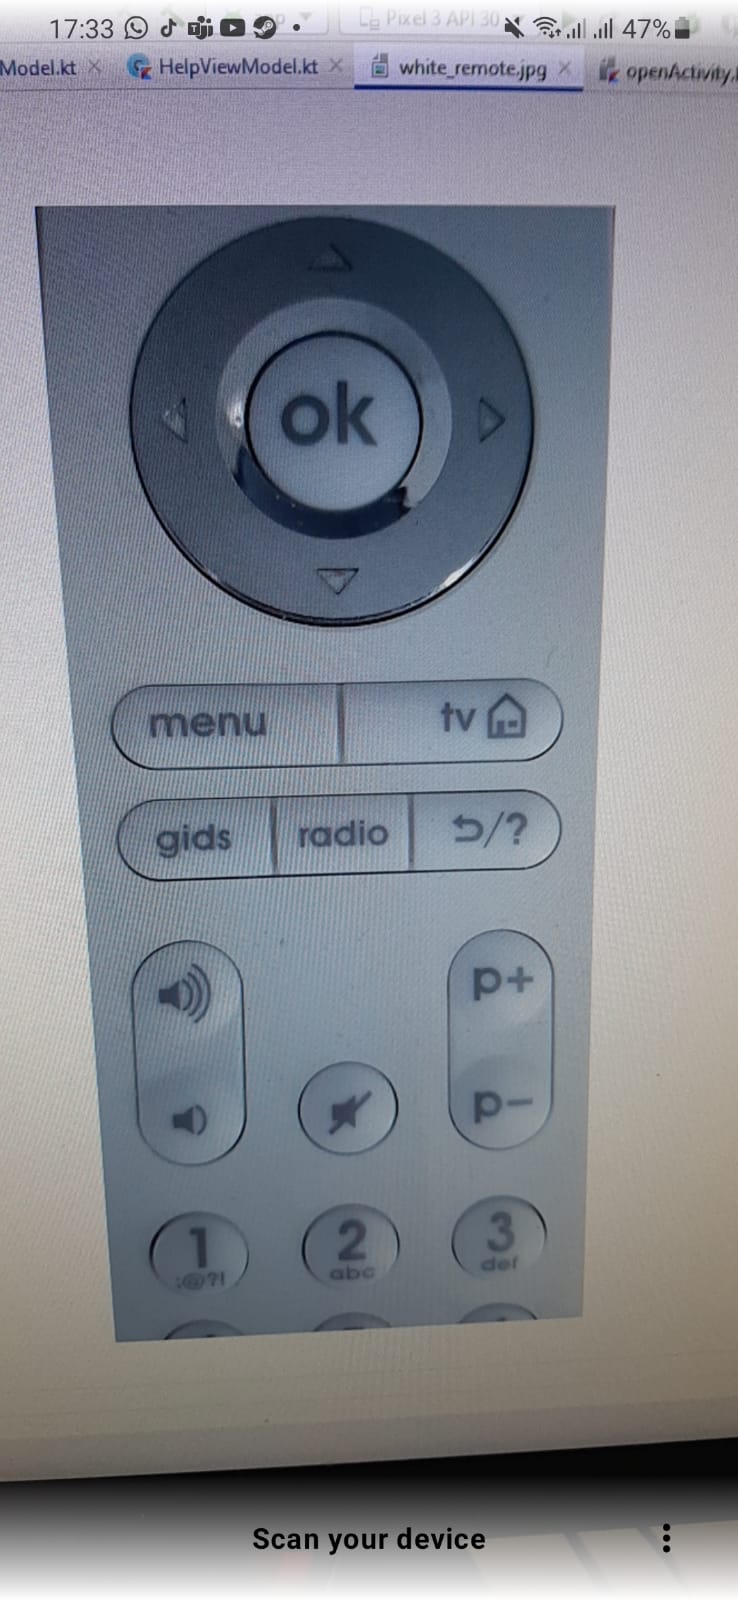 17:33 47%
Pixel 3 API 30
Model.kt HelpViewModel.kt white_remote.jpg openActivity.
ok
menu tv
gids radio /?
p+
p-
1 2 3
:@?! abc def
Scan your device